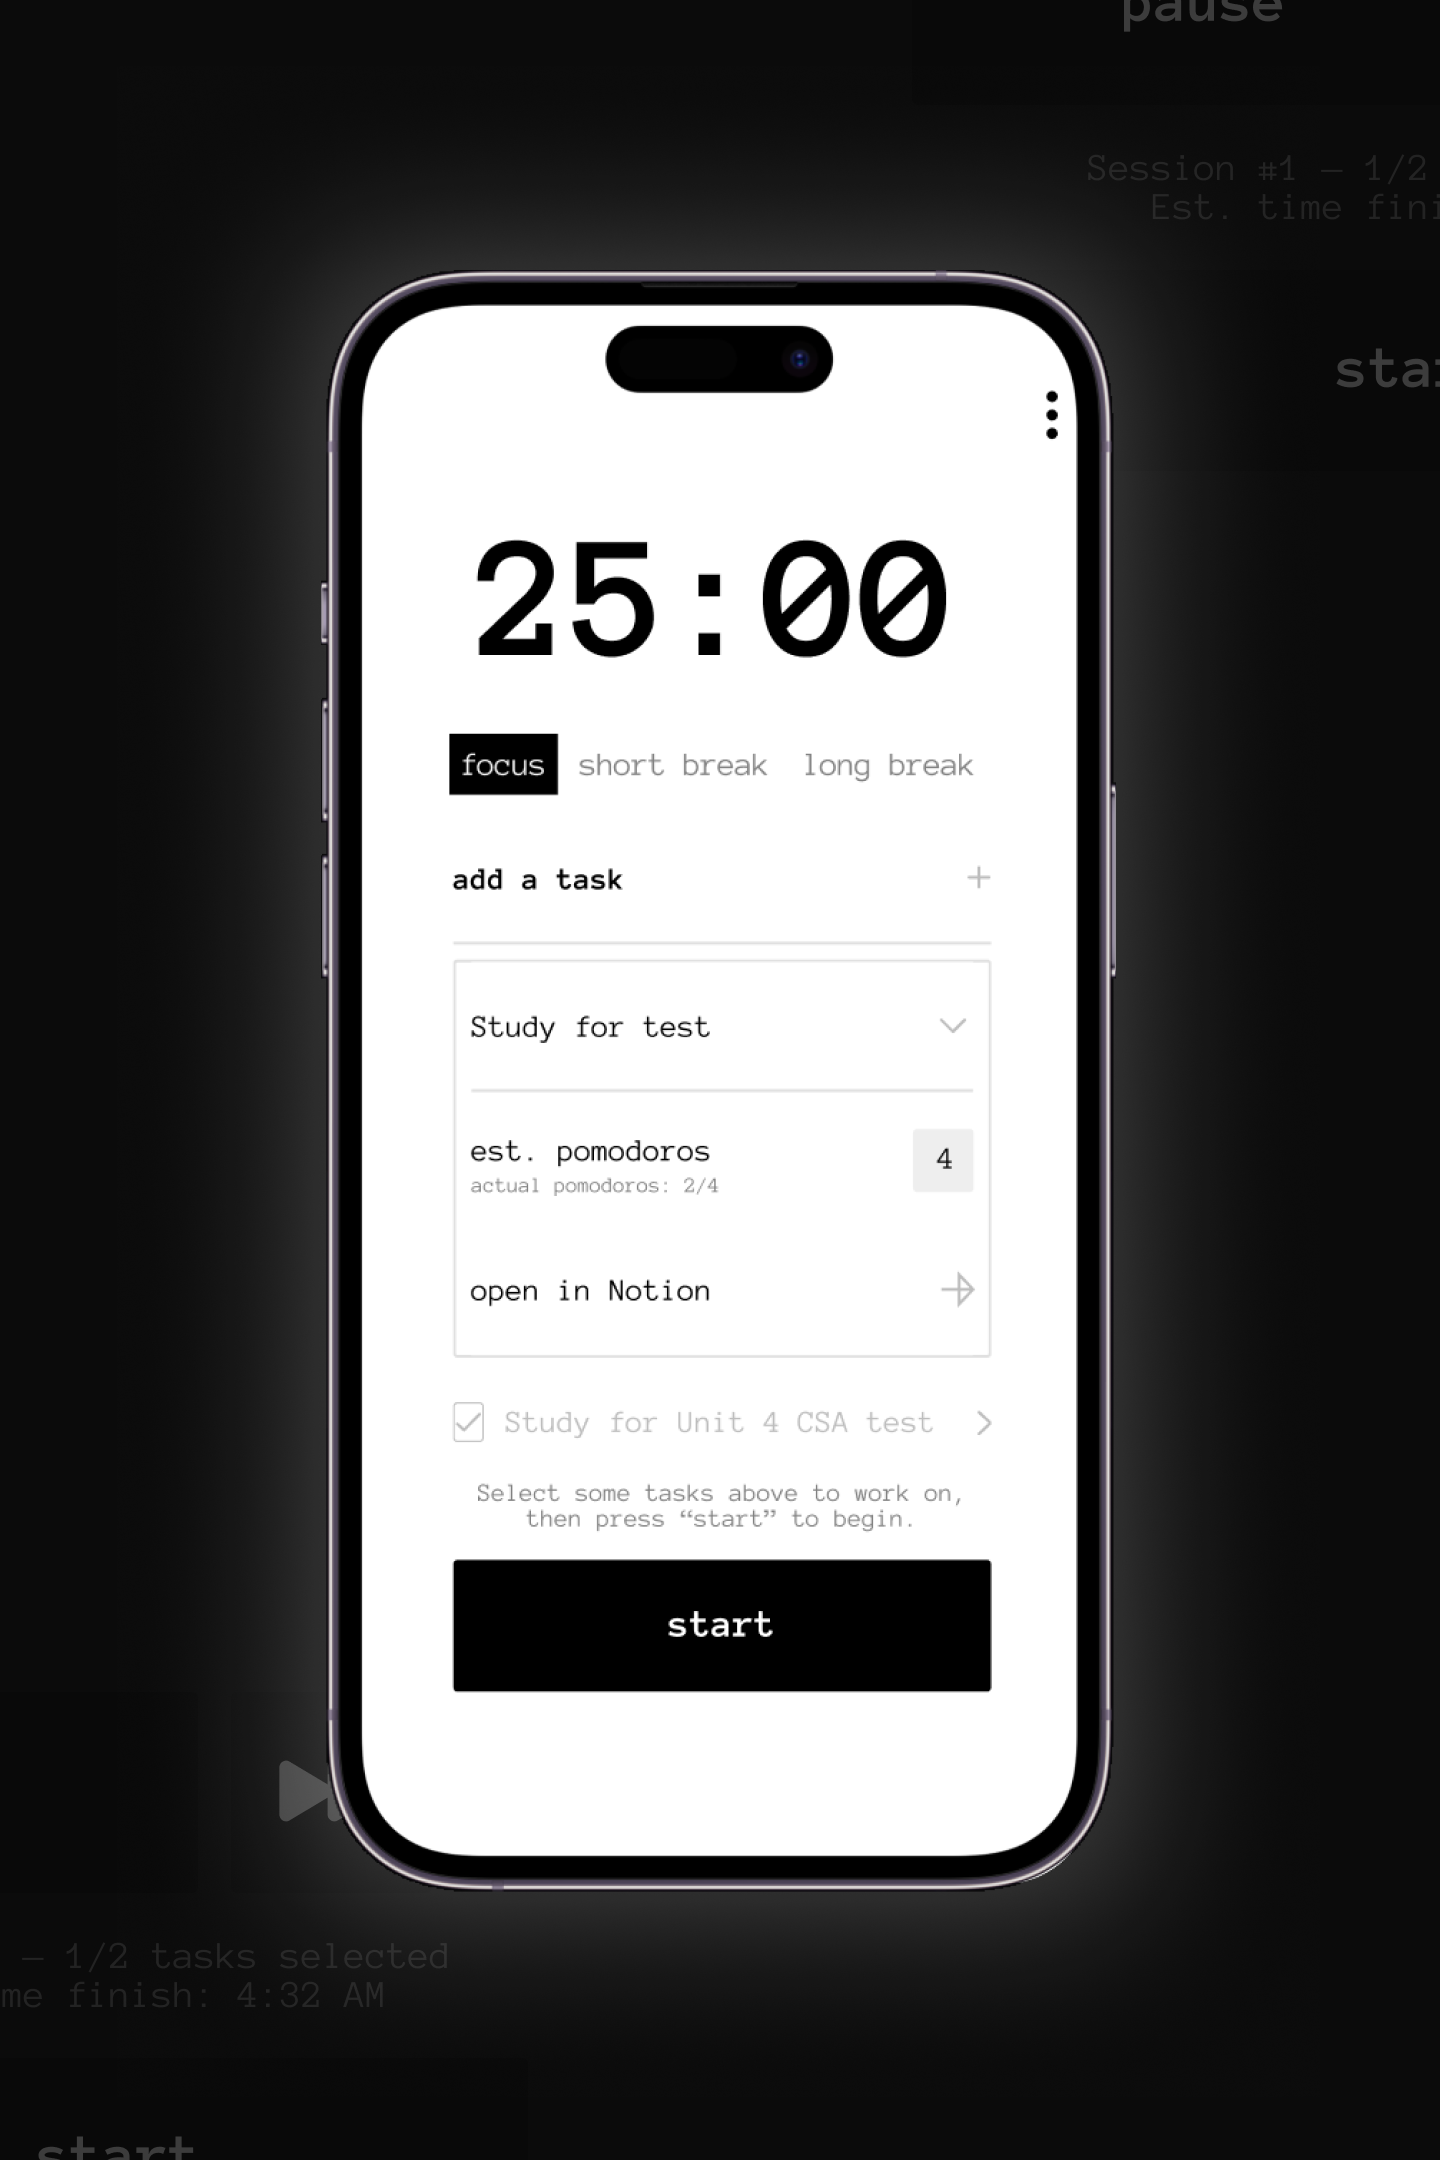 pause
Session #1 – 1/2
Est. time fini
star
25:00
focus short break long break
add a task +
Study for test
est. pomodoros 4
actual pomodoros: 2/4
open in Notion
Study for Unit 4 CSA test
Select some tasks above to work on,
then press “start” to begin.
start
– 1/2 tasks selected
me finish: 4:32 AM
start